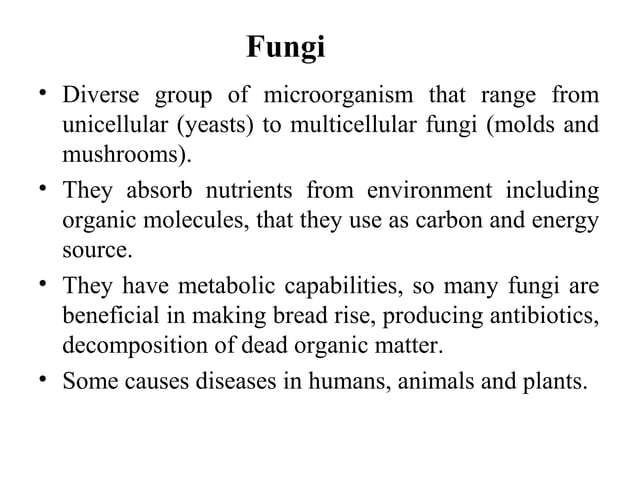 Fungi
• Diverse group of microorganism that range from
unicellular (yeasts) to multicellular fungi (molds and
mushrooms).
• They absorb nutrients from environment including
organic molecules, that they use as carbon and energy
source.
• They have metabolic capabilities, so many fungi are
beneficial in making bread rise, producing antibiotics,
decomposition of dead organic matter.
• Some causes diseases in humans, animals and plants.